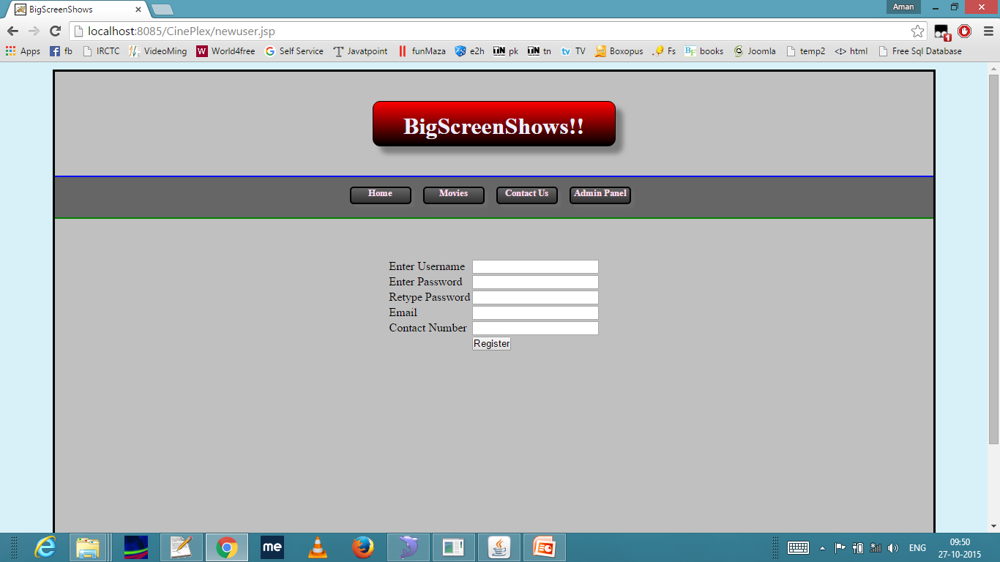 BigScreenShows
Aman
localhost:8085/CinePlex/newuser.jsp
1
Apps fb IRCTC VideoMing World4free Self Service Javatpoint funMaza e2h pk tn TV Boxopus Fs books Joomla temp2 html Free Sql Database
BigScreenShows!!
Home Movies Contact Us Admin Panel
Enter Username
Enter Password
Retype Password
Email
Contact Number
Register
me
ENG
09:50
27-10-2015